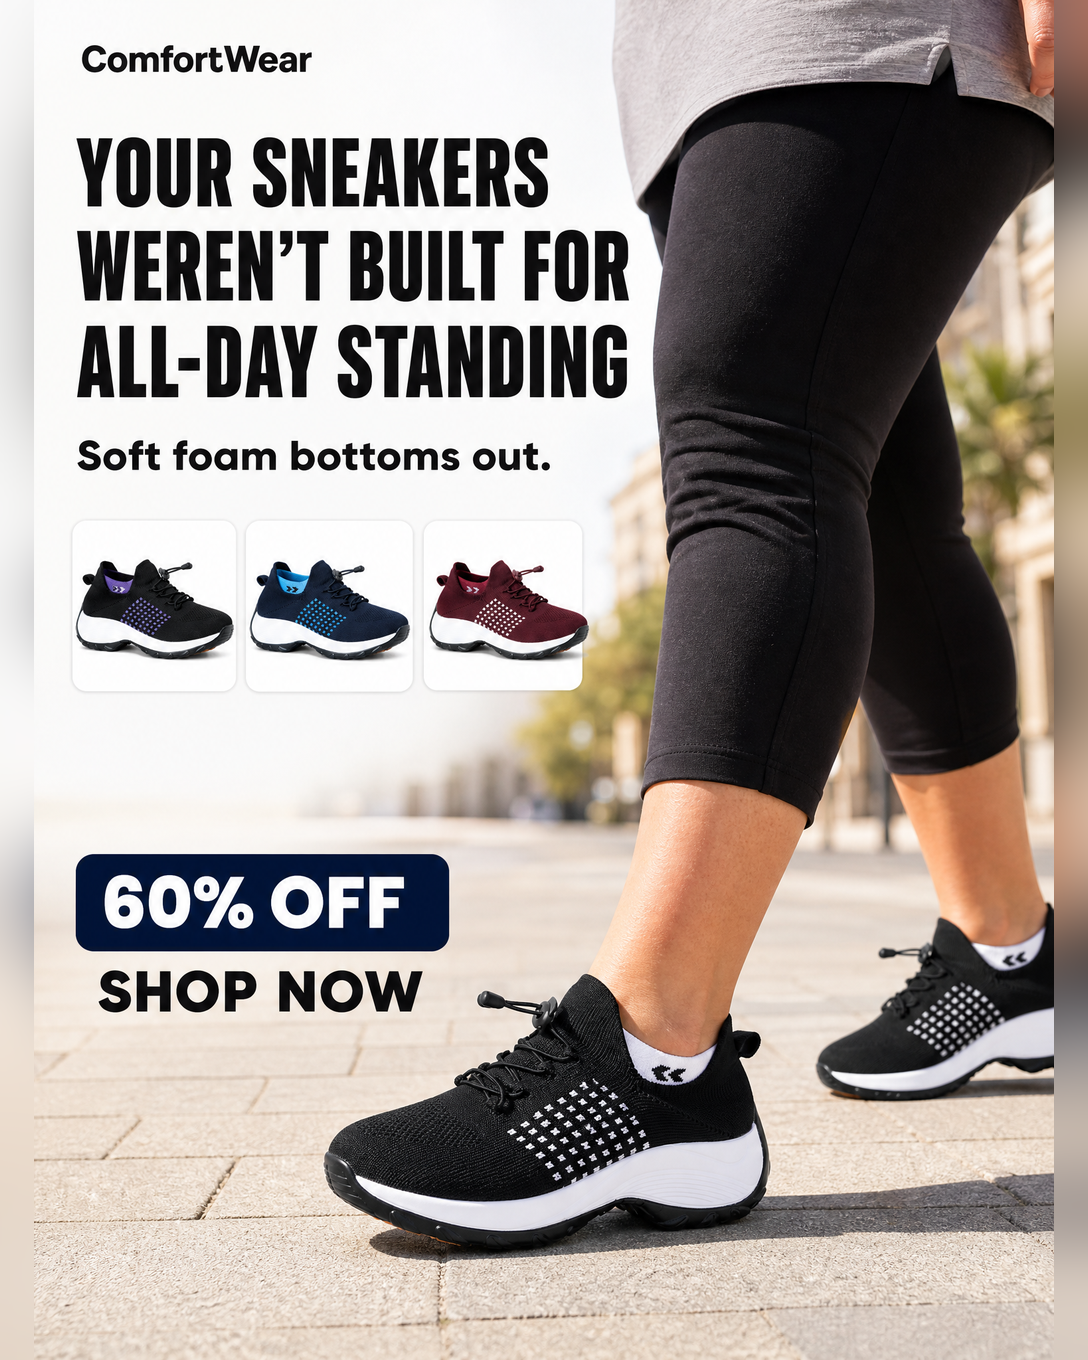 ComfortWear
YOUR SNEAKERS
WEREN’T BUILT FOR
ALL-DAY STANDING
Soft foam bottoms out.
60% OFF
SHOP NOW